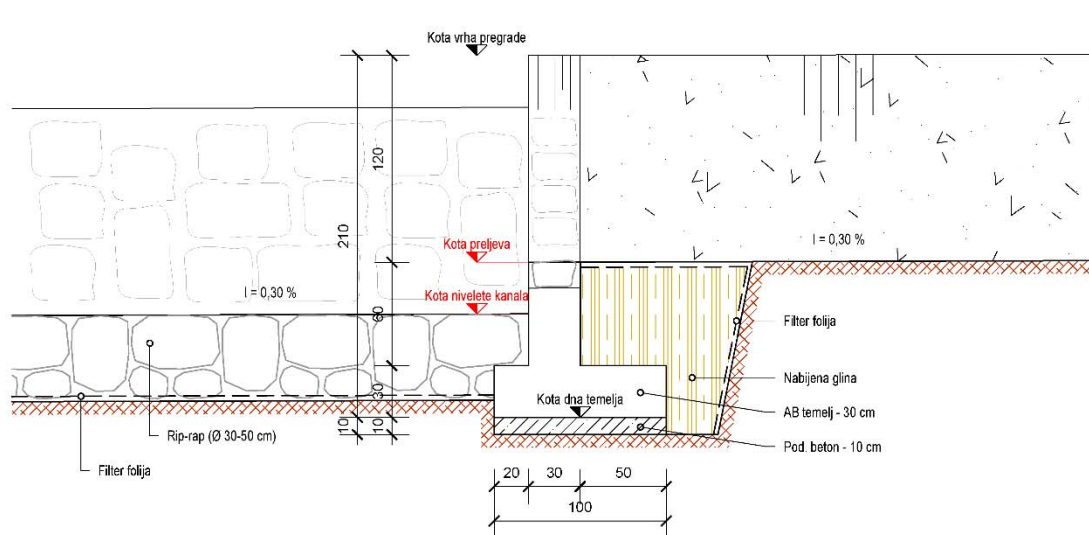 Kota vrha pregrade
120
210
Kota preljeva
I = 0,30 %
I = 0,30 %
Kota nivelete kanala
60
Filter folija
Nabijena glina
30
Kota dna temelja
AB temelj - 30 cm
10
10
Rip-rap (Ø 30-50 cm)
Pod. beton - 10 cm
Filter folija
20
30
50
100